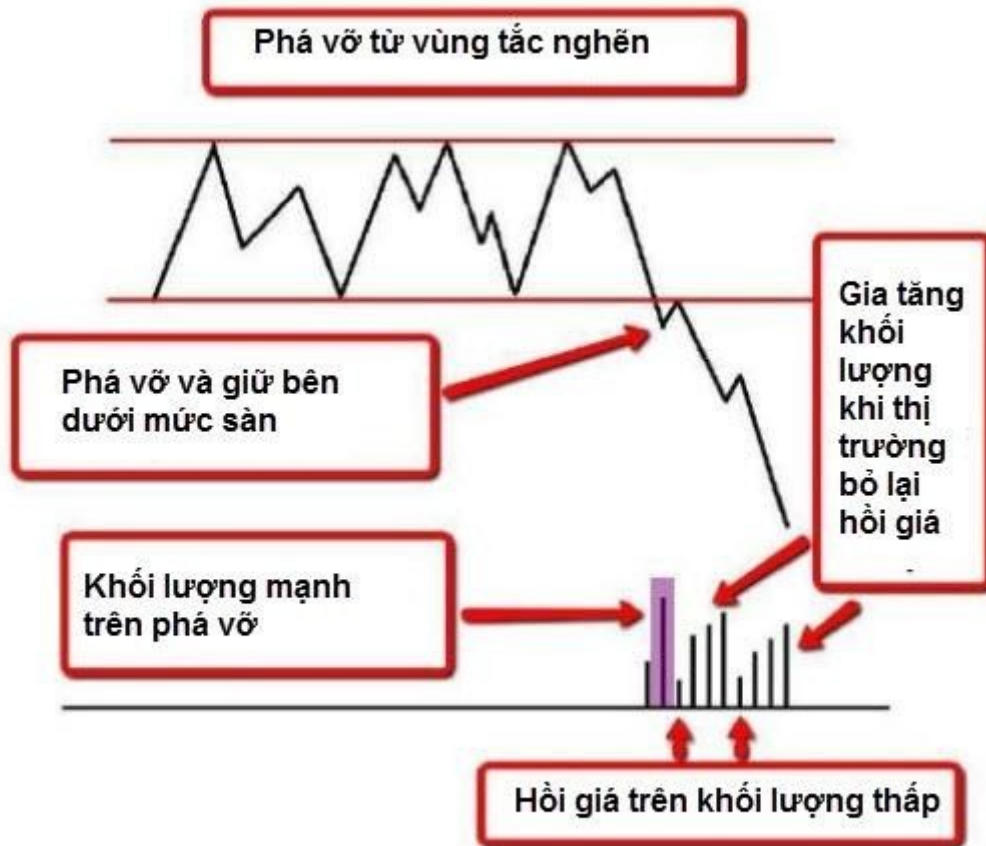 Phá vỡ từ vùng tắc nghẽn
Phá vỡ và giữ bên
dưới mức sàn
Gia tăng
khối
lượng
khi thị
trường
bỏ lại
hồi giá
-
Khối lượng mạnh
trên phá vỡ
Hồi giá trên khối lượng thấp